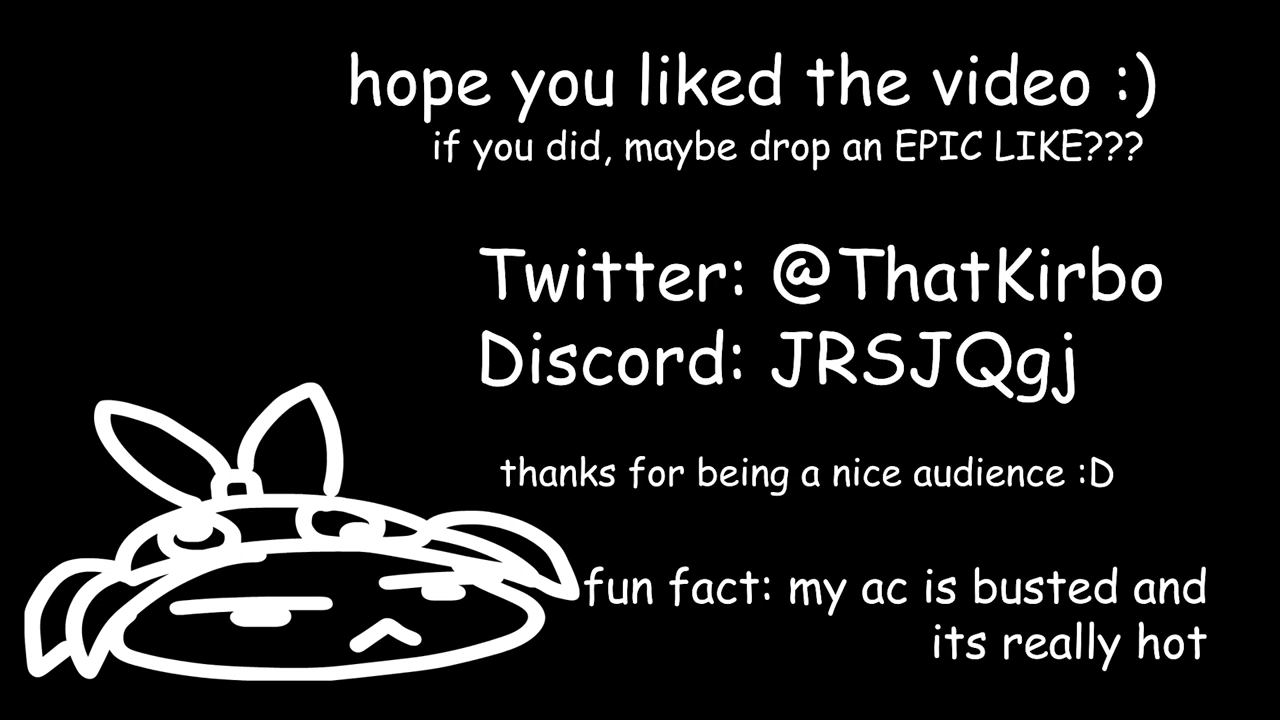 hope you liked the video :)
if you did, maybe drop an EPIC LIKE???
Twitter: @ThatKirbo
Discord: JRSJQgj
thanks for being a nice audience :D
fun fact: my ac is busted and
its really hot